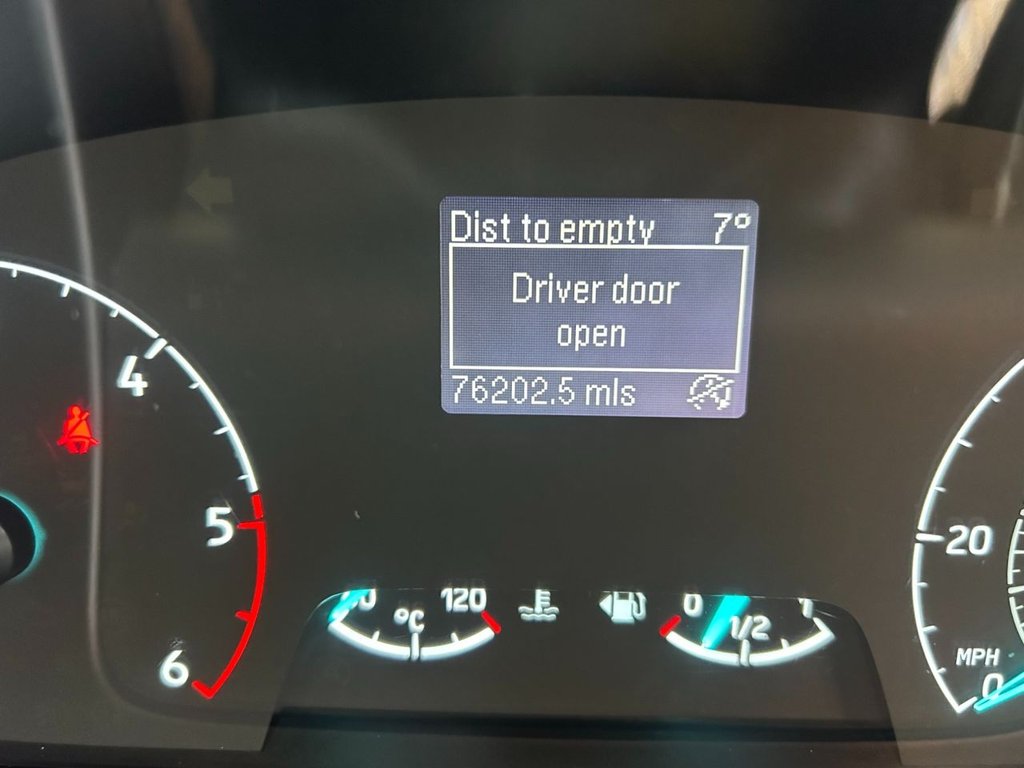 Dist to empty 7°
Driver door
open
76202.5 mls
4
5
6
°C
120
0
1/2
1
20
MPH
0